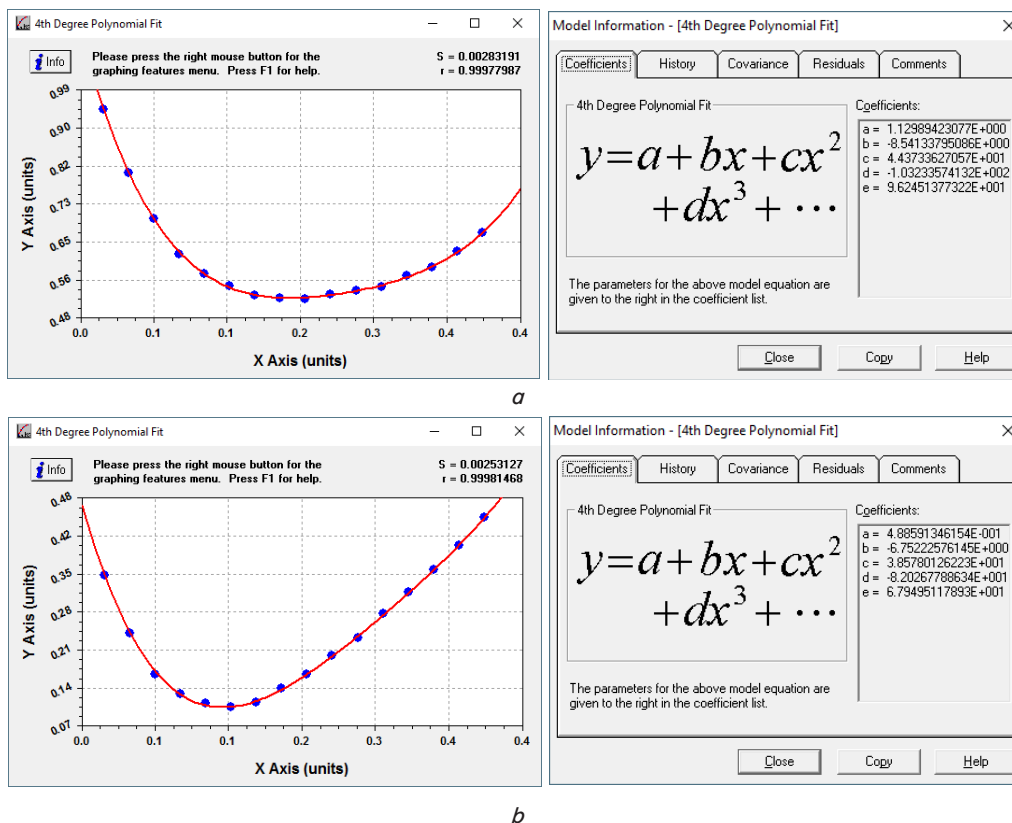 4th Degree Polynomial Fit
Info
Please press the right mouse button for the
graphing features menu. Press F1 for help.
S = 0.00283191
r = 0.99977987
Y Axis (units)
0.99
0.90
0.82
0.73
0.65
0.56
0.48
0.0 0.1 0.1 0.2 0.3 0.4 0.4
X Axis (units)
Model Information - [4th Degree Polynomial Fit]
Coefficients History Covariance Residuals Comments
4th Degree Polynomial Fit
y=a+bx+cx²
+dx³+⋯
The parameters for the above model equation are
given to the right in the coefficient list.
Coefficients:
a = 1.12989423077E+000
b = -8.54133795086E+000
c = 4.43733627057E+001
d = -1.03233574132E+002
e = 9.62451377322E+001
Close Copy Help
a
4th Degree Polynomial Fit
Info
Please press the right mouse button for the
graphing features menu. Press F1 for help.
S = 0.00253127
r = 0.99981468
Y Axis (units)
0.48
0.42
0.35
0.28
0.21
0.14
0.07
0.0 0.1 0.1 0.2 0.3 0.4 0.4
X Axis (units)
Model Information - [4th Degree Polynomial Fit]
Coefficients History Covariance Residuals Comments
4th Degree Polynomial Fit
y=a+bx+cx²
+dx³+⋯
The parameters for the above model equation are
given to the right in the coefficient list.
Coefficients:
a = 4.88591346154E-001
b = -6.75222576145E+000
c = 3.85780126223E+001
d = -8.20267788634E+001
e = 6.79495117893E+001
Close Copy Help
b